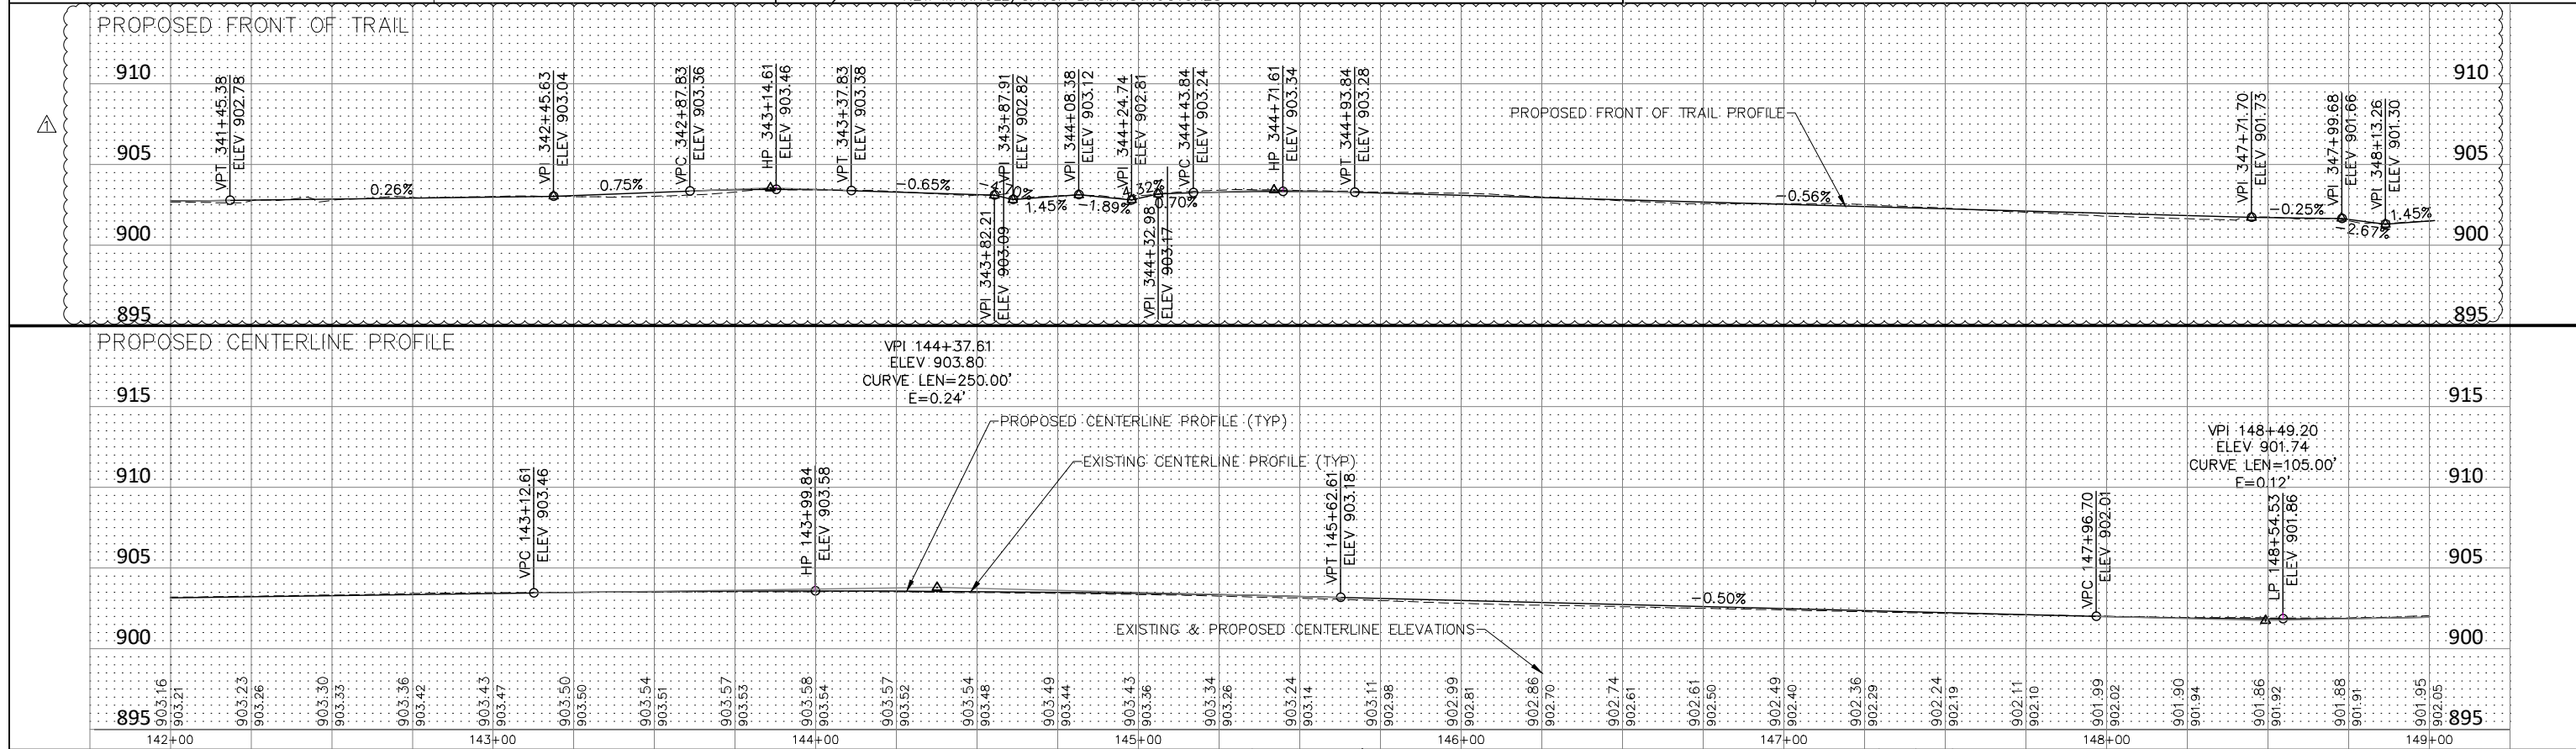 PROPOSED FRONT OF TRAIL
1
910
905
900
895
910
905
900
895
VPT 341+45.38
ELEV 902.78
VPI 342+45.63
ELEV 903.04
VPC 342+87.83
ELEV 903.36
HP 343+14.61
ELEV 903.46
VPT 343+37.83
ELEV 903.38
VPI 343+82.21
ELEV 903.09
VPI 343+87.91
ELEV 902.82
VPI 344+08.38
ELEV 903.12
VPI 344+24.74
ELEV 902.81
VPI 344+32.98
ELEV 903.17
VPC 344+43.84
ELEV 903.24
HP 344+71.61
ELEV 903.34
VPT 344+93.84
ELEV 903.28
PROPOSED FRONT OF TRAIL PROFILE
VPI 347+71.70
ELEV 901.73
VPI 347+99.68
ELEV 901.66
VPI 348+13.26
ELEV 901.30
0.26%
0.75%
-0.65%
-4.70%
1.45%
-1.89%
4.32%
0.70%
-0.56%
-0.25%
-2.67%
1.45%
PROPOSED CENTERLINE PROFILE
915
910
905
900
895
915
910
905
900
895
VPI 144+37.61
ELEV 903.80
CURVE LEN=250.00'
E=0.24'
PROPOSED CENTERLINE PROFILE (TYP)
EXISTING CENTERLINE PROFILE (TYP)
VPI 148+49.20
ELEV 901.74
CURVE LEN=105.00'
E=0.12'
VPC 143+12.61
ELEV 903.46
HP 143+99.84
ELEV 903.58
VPT 145+62.61
ELEV 903.18
-0.50%
VPC 147+96.70
ELEV 902.01
LP 148+54.53
ELEV 901.86
EXISTING & PROPOSED CENTERLINE ELEVATIONS
903.16
903.21
903.23
903.26
903.30
903.33
903.36
903.42
903.43
903.47
903.50
903.50
903.54
903.51
903.57
903.53
903.58
903.54
903.57
903.52
903.54
903.48
903.49
903.44
903.43
903.36
903.34
903.26
903.24
903.14
903.11
902.98
902.99
902.81
902.86
902.70
902.74
902.61
902.61
902.50
902.49
902.40
902.36
902.29
902.24
902.19
902.11
902.10
901.99
902.02
901.90
901.94
901.86
901.92
901.88
901.91
901.95
902.05
142+00
143+00
144+00
145+00
146+00
147+00
148+00
149+00